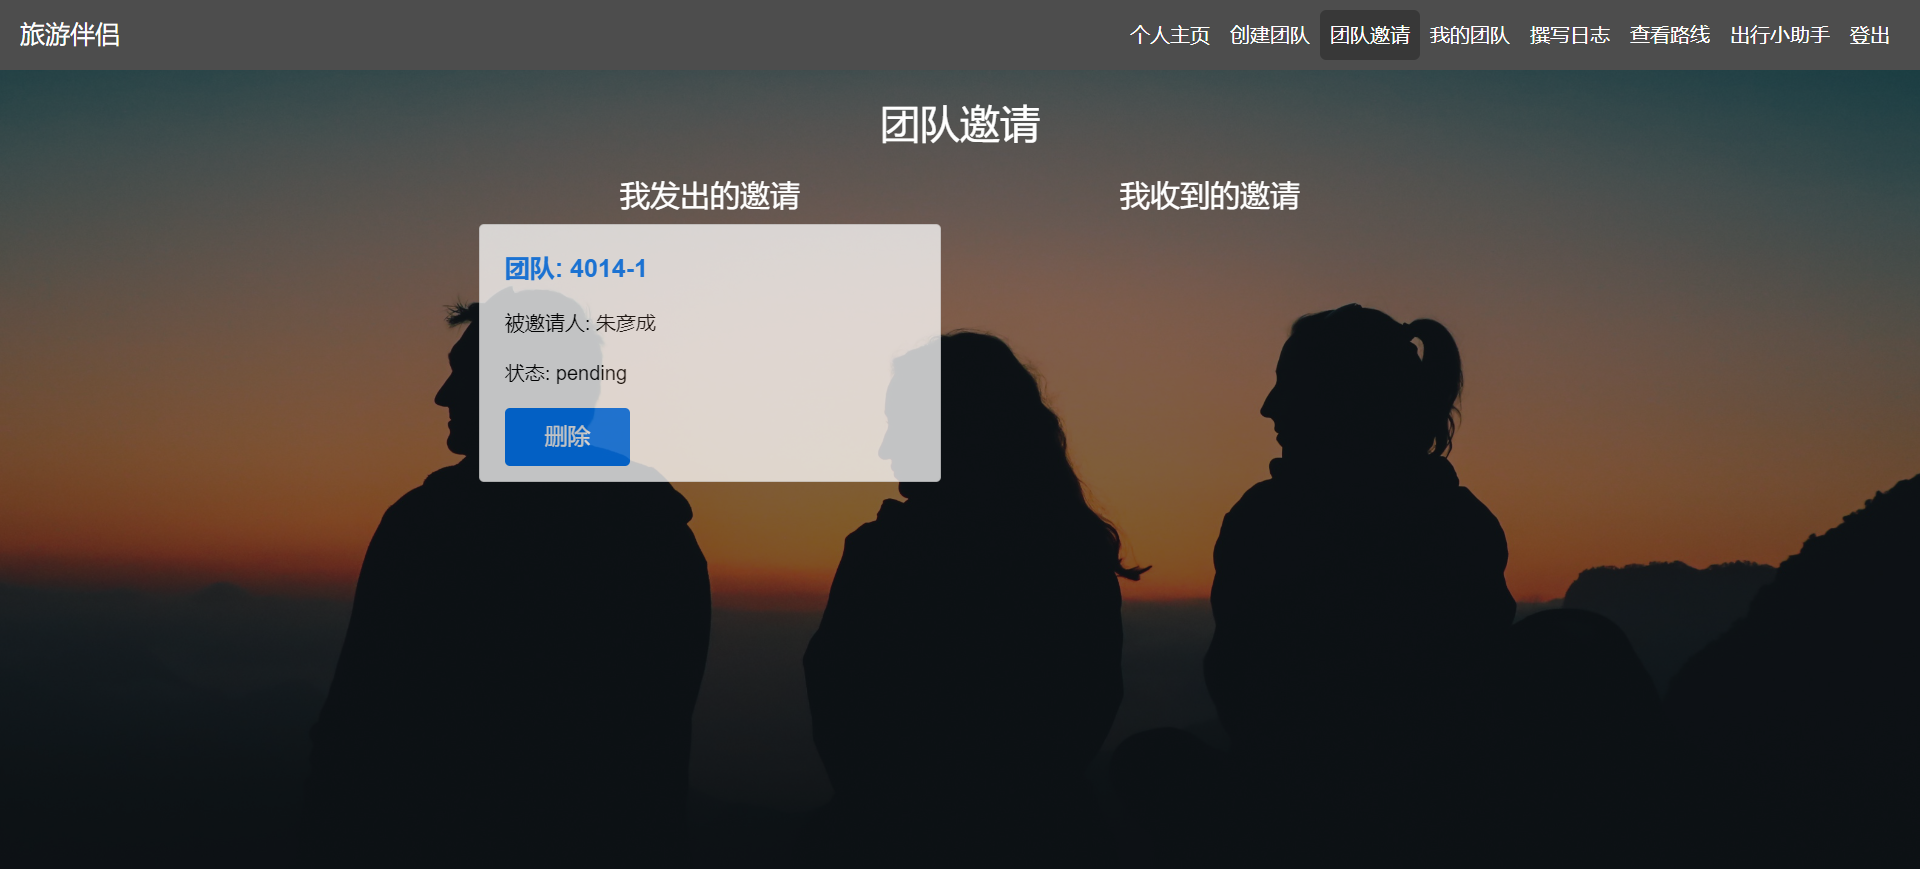 旅游伴侣
个人主页 创建团队 团队邀请 我的团队 撰写日志 查看路线 出行小助手 登出
团队邀请
我发出的邀请
团队: 4014-1
被邀请人: 朱彦成
状态: pending
删除
我收到的邀请